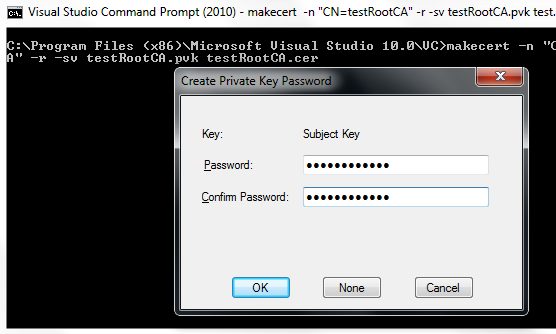 Visual Studio Command Prompt (2010) - makecert -n "CN=testRootCA" -r -sv testRootCA.pvk test.
C:\Program Files (x86)\Microsoft Visual Studio 10.0\VC>makecert -n "C
A" -r -sv testRootCA.pvk testRootCA.cer
Create Private Key Password
Key: Subject Key
Password: ●●●●●●●●●●●●
Confirm Password: ●●●●●●●●●●●●
OK None Cancel